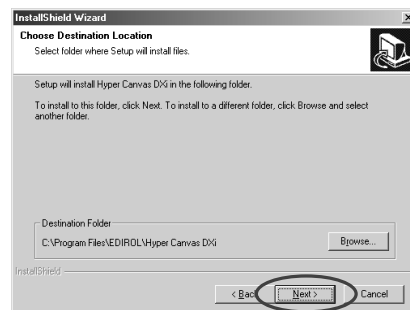 InstallShield Wizard
Choose Destination Location
Select folder where Setup will install files.
Setup will install Hyper Canvas DXi in the following folder.
To install to this folder, click Next. To install to a different folder, click Browse and select
another folder.
Destination Folder
C:\Program Files\EDIROL\Hyper Canvas DXi
Browse...
InstallShield
< Bac Next > Cancel